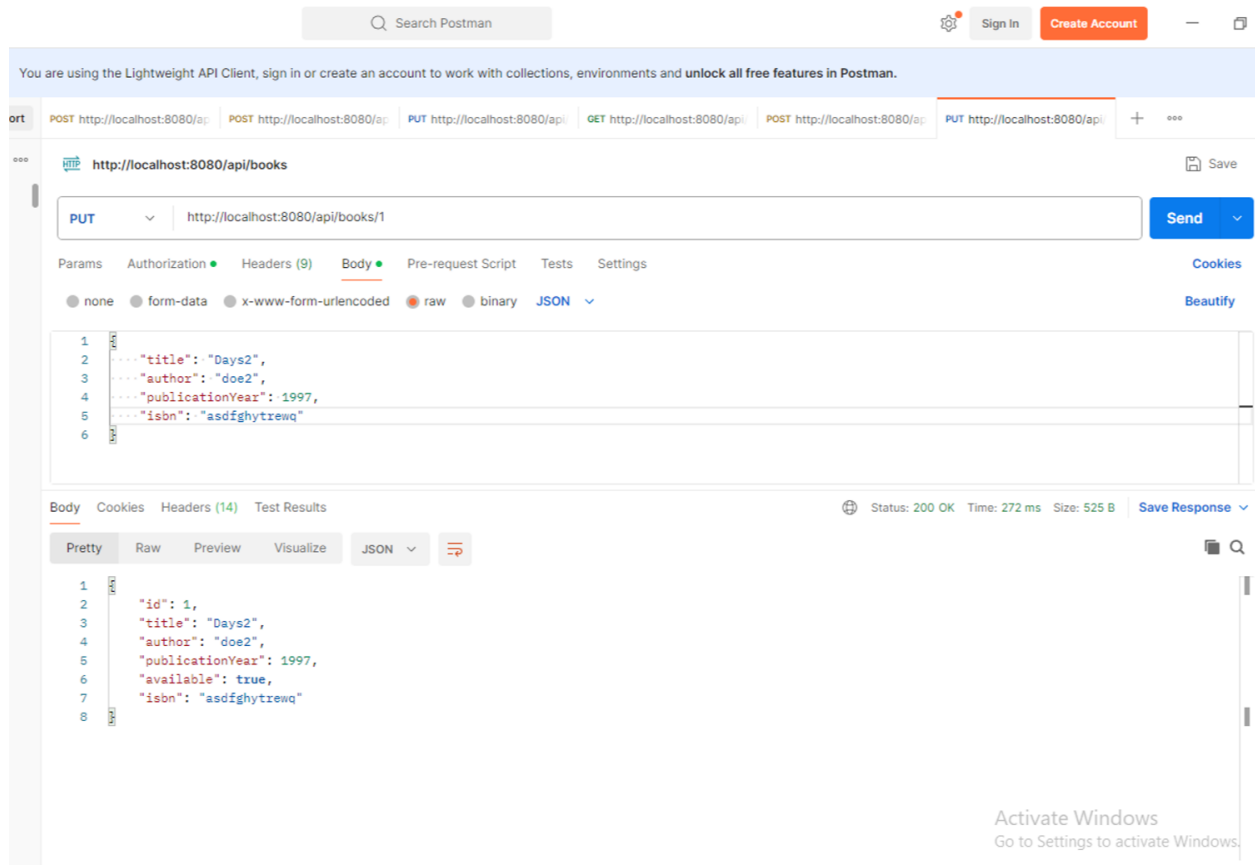 Search Postman
Sign In
Create Account
You are using the Lightweight API Client, sign in or create an account to work with collections, environments and unlock all free features in Postman.
ort
POST http://localhost:8080/ap
POST http://localhost:8080/ap
PUT http://localhost:8080/api
GET http://localhost:8080/api
POST http://localhost:8080/ap
PUT http://localhost:8080/api
HTTP http://localhost:8080/api/books
Save
PUT
http://localhost:8080/api/books/1
Send
Params Authorization Headers (9) Body Pre-request Script Tests Settings Cookies
none form-data x-www-form-urlencoded raw binary JSON Beautify
1 {
2 "title": "Days2",
3 "author": "doe2",
4 "publicationYear": 1997,
5 "isbn": "asdfghytrewq"
6 }
Body Cookies Headers (14) Test Results Status: 200 OK Time: 272 ms Size: 525 B Save Response
Pretty Raw Preview Visualize JSON
1 {
2 "id": 1,
3 "title": "Days2",
4 "author": "doe2",
5 "publicationYear": 1997,
6 "available": true,
7 "isbn": "asdfghytrewq"
8 }
Activate Windows
Go to Settings to activate Windows.